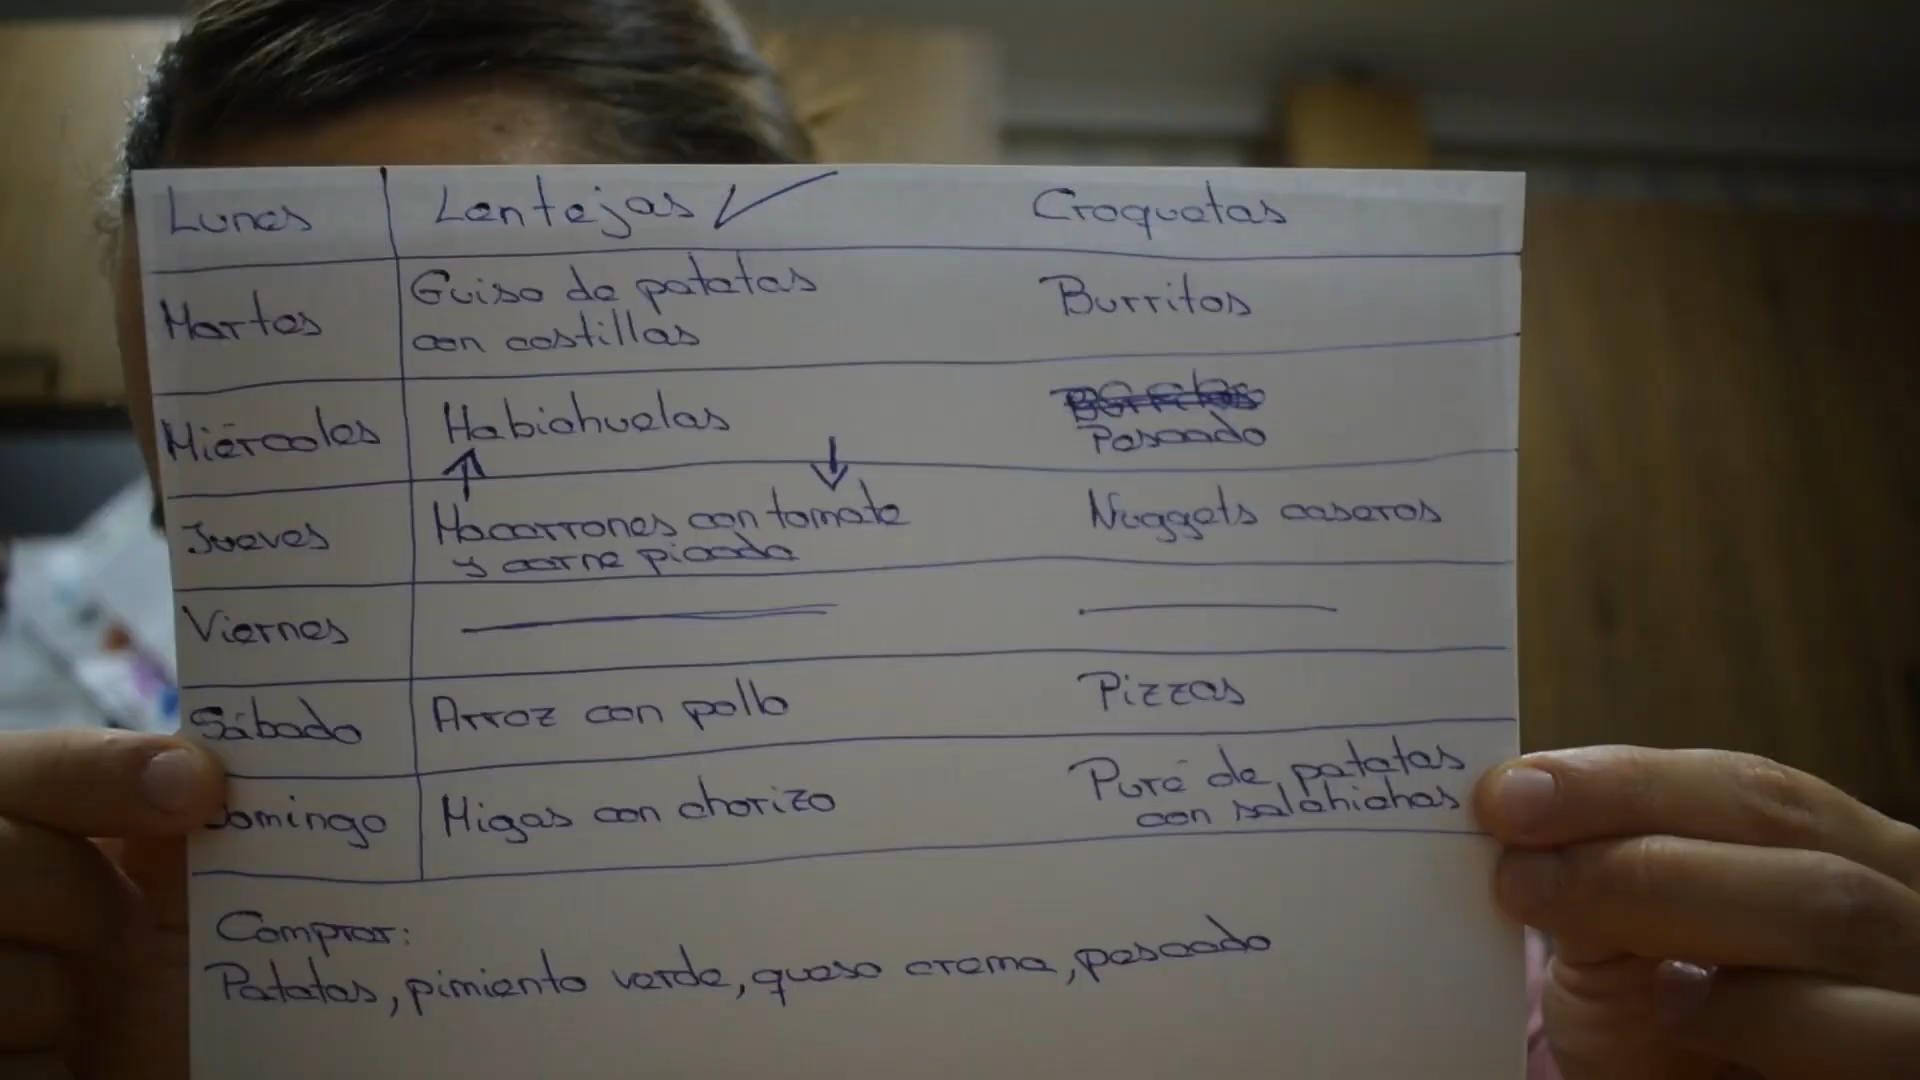 Lunes Lentejas ✓ Croquetas
Martes Guiso de patatas Burritos
con costillas
Miércoles Habichuelas Pescado
Jueves Macarrones con tomate Nuggets caseros
y carne picada
Viernes
Sábado Arroz con pollo Pizzas
Domingo Migas con chorizo Puré de patatas
con salchichas
Comprar:
Patatas, pimiento verde, queso crema, pescado